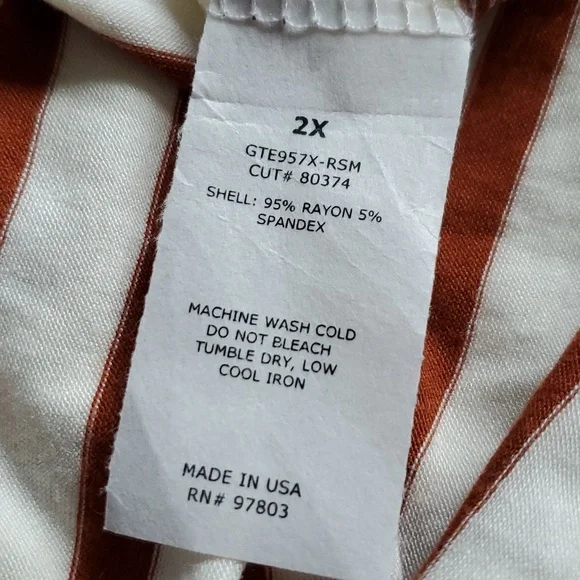 2X
GTE957X-RSM
CUT# 80374
SHELL: 95% RAYON 5%
SPANDEX
MACHINE WASH COLD
DO NOT BLEACH
TUMBLE DRY, LOW
COOL IRON
MADE IN USA
RN# 97803